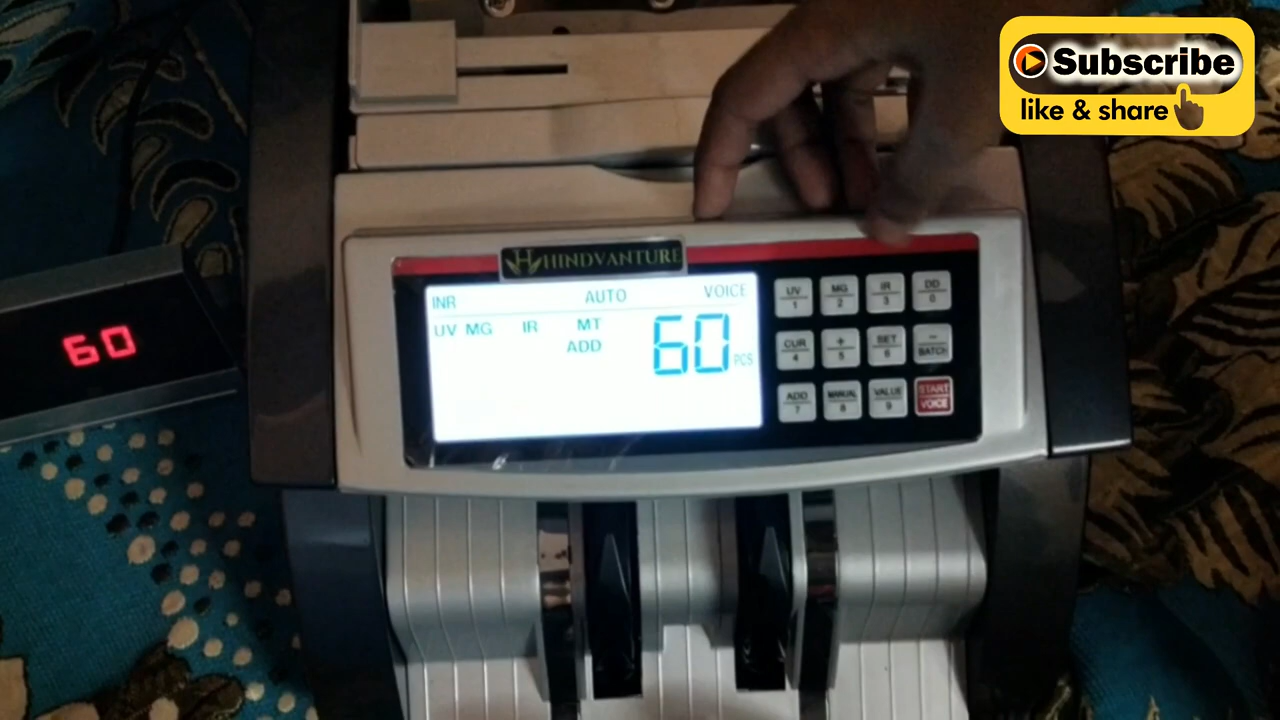 Subscribe
like & share
HINDVANTURE
INR AUTO VOICE
UV MG IR MT
ADD
60 PCS
60
UV 1
MG 2
IR 3
DD 0
CUR 4
+ 5
SET 6
- BATCH
ADD 7
MANUAL 8
VALUE 9
START VOICE